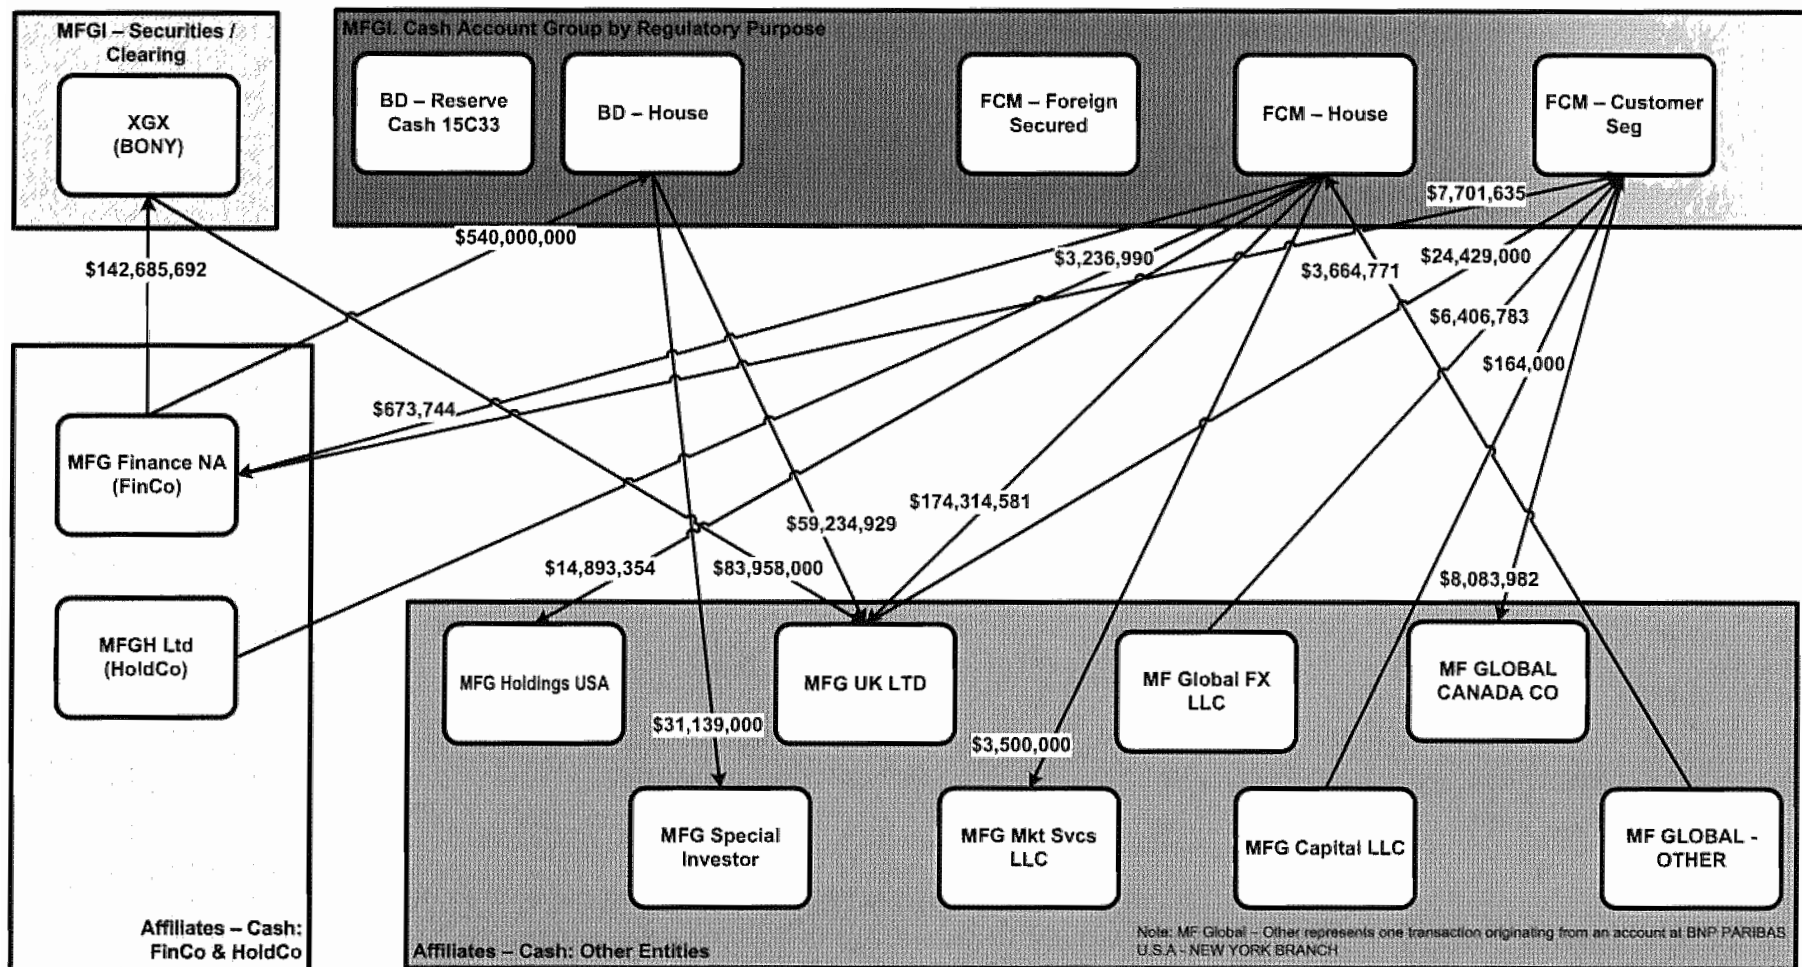 MFGI – Securities /
Clearing
XGX
(BONY)
MFGI. Cash Account Group by Regulatory Purpose
BD – Reserve
Cash 15C33
BD – House
FCM – Foreign
Secured
FCM – House
FCM – Customer
Seg
$7,701,635
$540,000,000
$142,685,692
$3,236,990
$3,664,771
$24,429,000
$6,406,783
$164,000
$673,744
MFG Finance NA
(FinCo)
$174,314,581
$59,234,929
$14,893,354
$83,958,000
$8,083,982
MFGH Ltd
(HoldCo)
MFG Holdings USA
MFG UK LTD
MF Global FX
LLC
MF GLOBAL
CANADA CO
$31,139,000
$3,500,000
MFG Special
Investor
MFG Mkt Svcs
LLC
MFG Capital LLC
MF GLOBAL -
OTHER
Affiliates – Cash:
FinCo & HoldCo
Affiliates – Cash: Other Entities
Note: MF Global – Other represents one transaction originating from an account at BNP PARIBAS
U.S.A - NEW YORK BRANCH